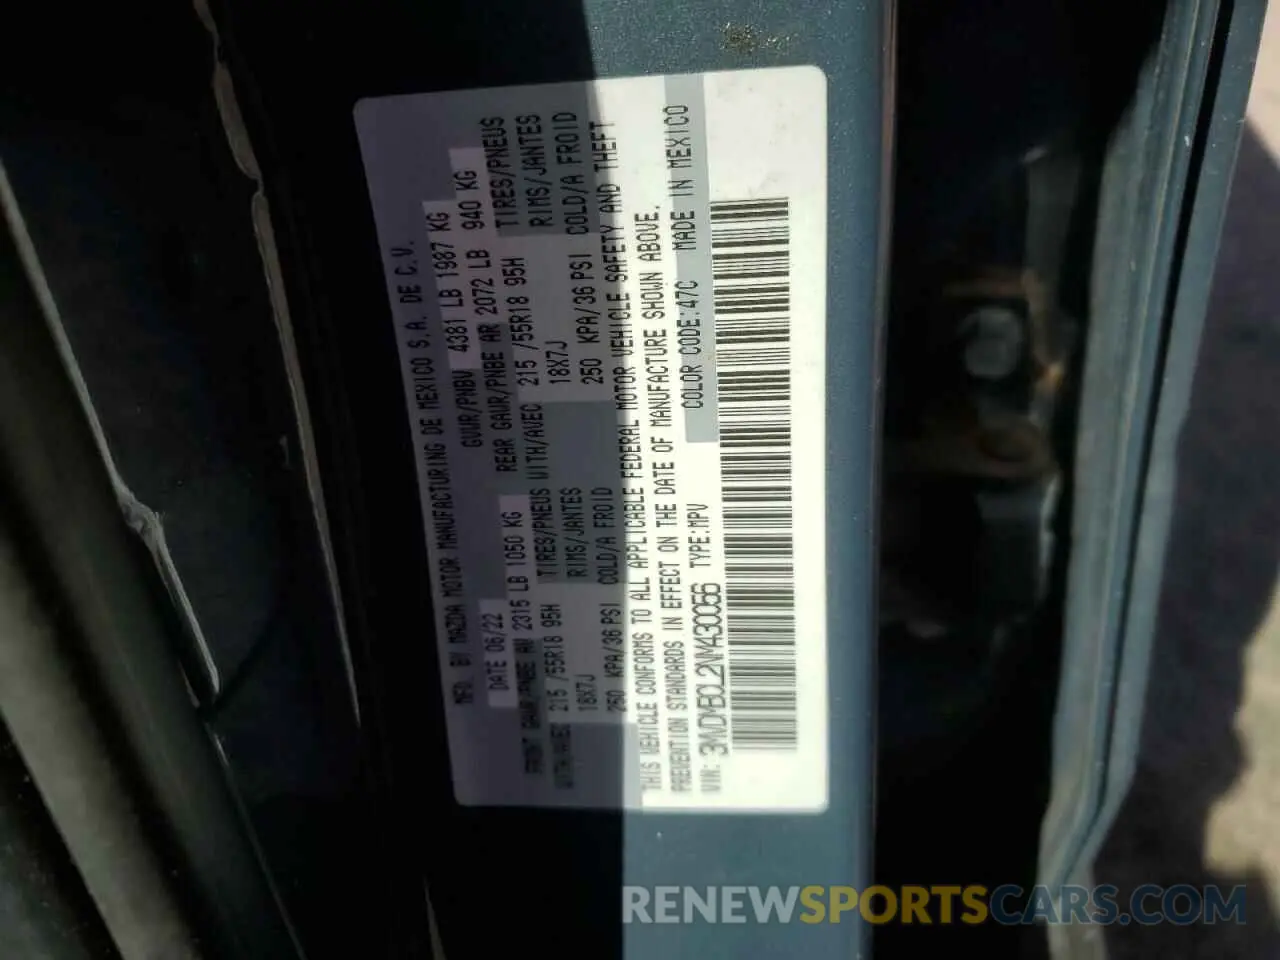 MFD. BY MAZDA MOTOR MANUFACTURING DE MEXICO S.A. DE C.V.
DATE 06/22 GVWR/PNBV 4381 LB 1987 KG
FRONT GAWR/PNBE AV 2315 LB 1050 KG REAR GAWR/PNBE AR 2072 LB 940 KG
WITH/AVEC 215 /55R18 95H TIRES/PNEUS WITH/AVEC 215 /55R18 95H TIRES/PNEUS
18X7J RIMS/JANTES 18X7J RIMS/JANTES
250 KPA/36 PSI COLD/A FROID 250 KPA/36 PSI COLD/A FROID
THIS VEHICLE CONFORMS TO ALL APPLICABLE FEDERAL MOTOR VEHICLE SAFETY AND THEFT
PREVENTION STANDARDS IN EFFECT ON THE DATE OF MANUFACTURE SHOWN ABOVE.
VIN: 3MVDMBCL2NM430056 TYPE:MPV COLOR CODE:47C MADE IN MEXICO
RENEWSPORTSCARS.COM